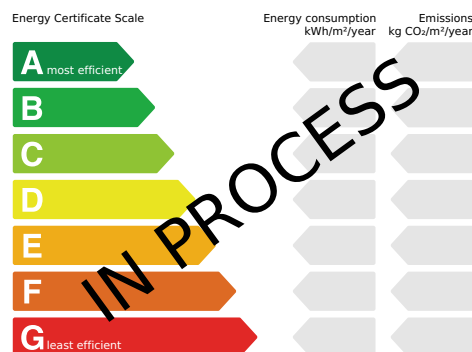 Energy Certificate Scale
Energy consumption
kWh/m²/year
Emissions
kg CO₂/m²/year
A most efficient
B
C
D
E
F
G least efficient
IN PROCESS